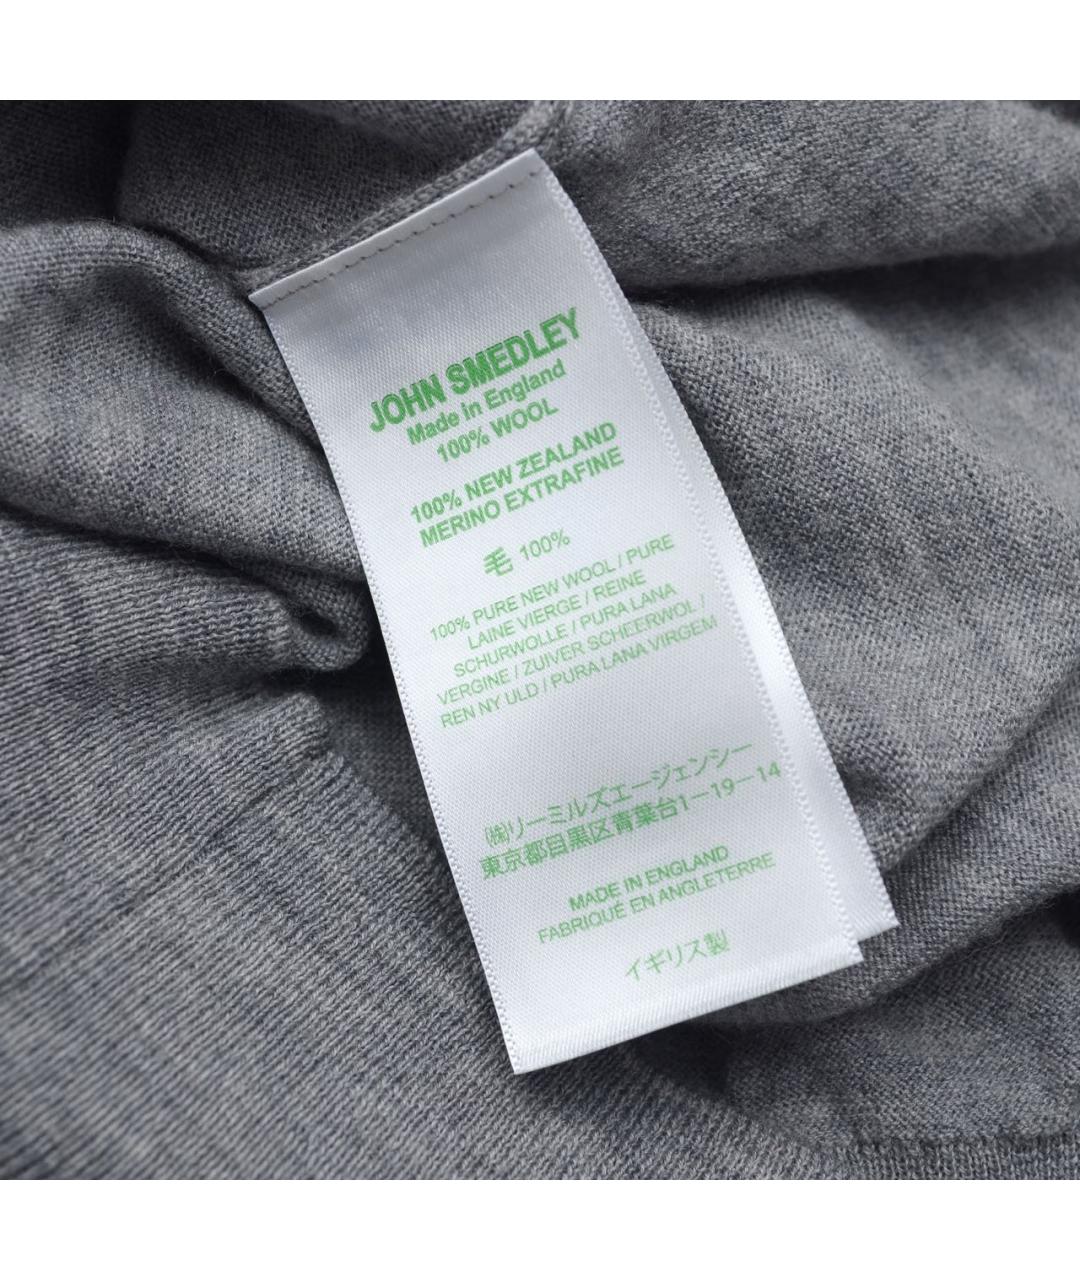 JOHN SMEDLEY
Made in England
100% WOOL
100% NEW ZEALAND
MERINO EXTRAFINE
毛 100%
100% PURE NEW WOOL / PURE
LAINE VIERGE / REINE
SCHURWOLLE / PURA LANA
VERGINE / ZUIVER SCHEERWOL /
REN NY ULD / PURA LANA VIRGEM
㈱リーミルズエージェンシー
東京都目黒区青葉台1－19－14
MADE IN ENGLAND
FABRIQUÉ EN ANGLETERRE
イギリス製